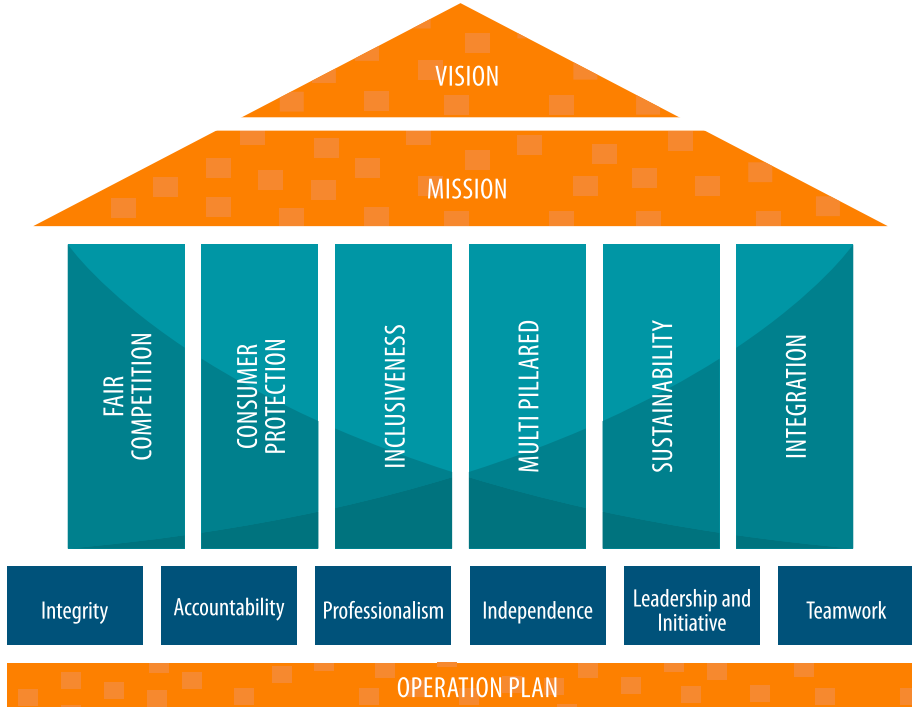 VISION
MISSION
FAIR
COMPETITION
CONSUMER
PROTECTION
INCLUSIVENESS
MULTI PILLARED
SUSTAINABILITY
INTEGRATION
Integrity
Accountability
Professionalism
Independence
Leadership and
Initiative
Teamwork
OPERATION PLAN